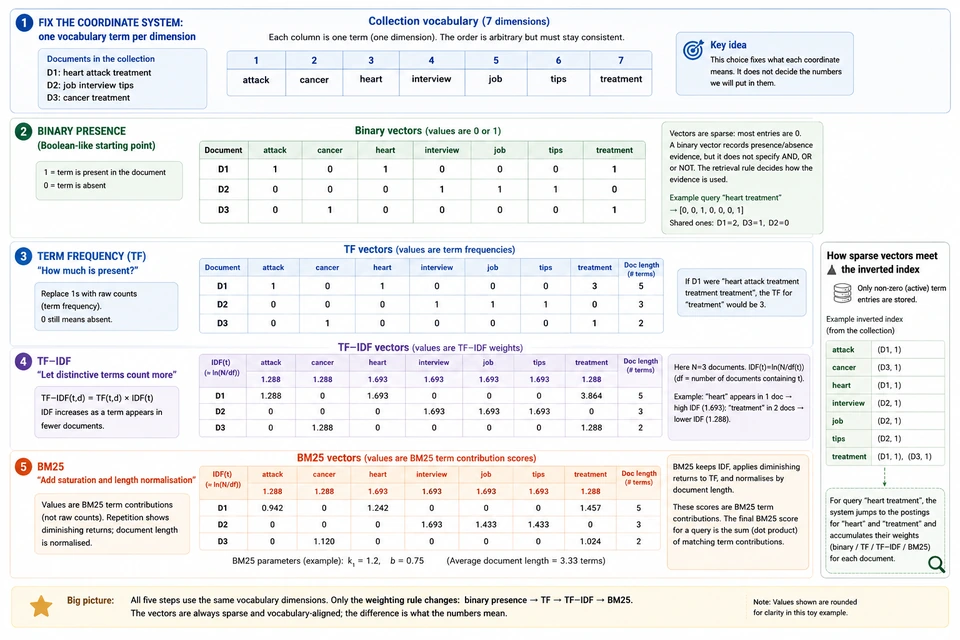 1 FIX THE COORDINATE SYSTEM:
one vocabulary term per dimension
Documents in the collection
D1: heart attack treatment
D2: job interview tips
D3: cancer treatment
Collection vocabulary (7 dimensions)
Each column is one term (one dimension). The order is arbitrary but must stay consistent.
1 2 3 4 5 6 7
attack cancer heart interview job tips treatment
Key idea
This choice fixes what each coordinate
means. It does not decide the numbers
we will put in them.
2 BINARY PRESENCE
(Boolean-like starting point)
1 = term is present in the document
0 = term is absent
Binary vectors (values are 0 or 1)
Document attack cancer heart interview job tips treatment
D1 1 0 1 0 0 0 1
D2 0 0 0 1 1 1 0
D3 0 1 0 0 0 0 1
Vectors are sparse: most entries are 0.
A binary vector records presence/absence
evidence, but it does not specify AND, OR
or NOT. The retrieval rule decides how the
evidence is used.
Example query "heart treatment"
→ [0, 0, 1, 0, 0, 0, 1]
Shared ones: D1=2, D3=1, D2=0
3 TERM FREQUENCY (TF)
"How much is present?"
Replace 1s with raw counts
(term frequency).
0 still means absent.
TF vectors (values are term frequencies)
Document attack cancer heart interview job tips treatment Doc length
(# terms)
D1 1 0 1 0 0 0 3 5
D2 0 0 0 1 1 1 0 3
D3 0 1 0 0 0 0 1 2
If D1 were "heart attack treatment
treatment treatment", the TF for
"treatment" would be 3.
4 TF–IDF
"Let distinctive terms count more"
TF–IDF(t,d) = TF(t,d) × IDF(t)
IDF increases as a term appears in
fewer documents.
TF–IDF vectors (values are TF–IDF weights)
IDF(t) attack cancer heart interview job tips treatment Doc length
(≈ ln(N/df)) 1.288 1.288 1.693 1.693 1.693 1.693 1.288 (# terms)
D1 1.288 0 1.693 0 0 0 3.864 5
D2 0 0 0 1.693 1.693 1.693 0 3
D3 0 1.288 0 0 0 0 1.288 2
Here N=3 documents. IDF(t)=ln(N/df(t))
(df = number of documents containing t).
Example: "heart" appears in 1 doc →
high IDF (1.693); "treatment" in 2 docs →
lower IDF (1.288).
5 BM25
"Add saturation and length normalisation"
Values are BM25 term contributions
(not raw counts). Repetition shows
diminishing returns; document length
is normalised.
BM25 vectors (values are BM25 term contribution scores)
IDF(t) attack cancer heart interview job tips treatment Doc length
(≈ ln(N/df)) 1.288 1.288 1.693 1.693 1.693 1.693 1.288 (# terms)
D1 0.942 0 1.242 0 0 0 1.457 5
D2 0 0 0 1.693 1.433 1.433 0 3
D3 0 1.120 0 0 0 0 1.024 2
BM25 parameters (example): k1 = 1.2, b = 0.75 (Average document length = 3.33 terms)
BM25 keeps IDF, applies diminishing
returns to TF, and normalises by
document length.
These scores are BM25 term
contributions. The final BM25 score
for a query is the sum (dot product)
of matching term contributions.
How sparse vectors meet
the inverted index
Only non-zero (active) term
entries are stored.
Example inverted index
(from the collection)
attack (D1, 1)
cancer (D3, 1)
heart (D1, 1)
interview (D2, 1)
job (D2, 1)
tips (D2, 1)
treatment (D1, 1), (D3, 1)
For query "heart treatment", the
system jumps to the postings
for "heart" and "treatment" and
accumulates their weights
(binary / TF / TF–IDF / BM25)
for each document.
Big picture: All five steps use the same vocabulary dimensions. Only the weighting rule changes: binary presence → TF → TF–IDF → BM25.
The vectors are always sparse and vocabulary-aligned; the difference is what the numbers mean.
Note: Values shown are rounded
for clarity in this toy example.